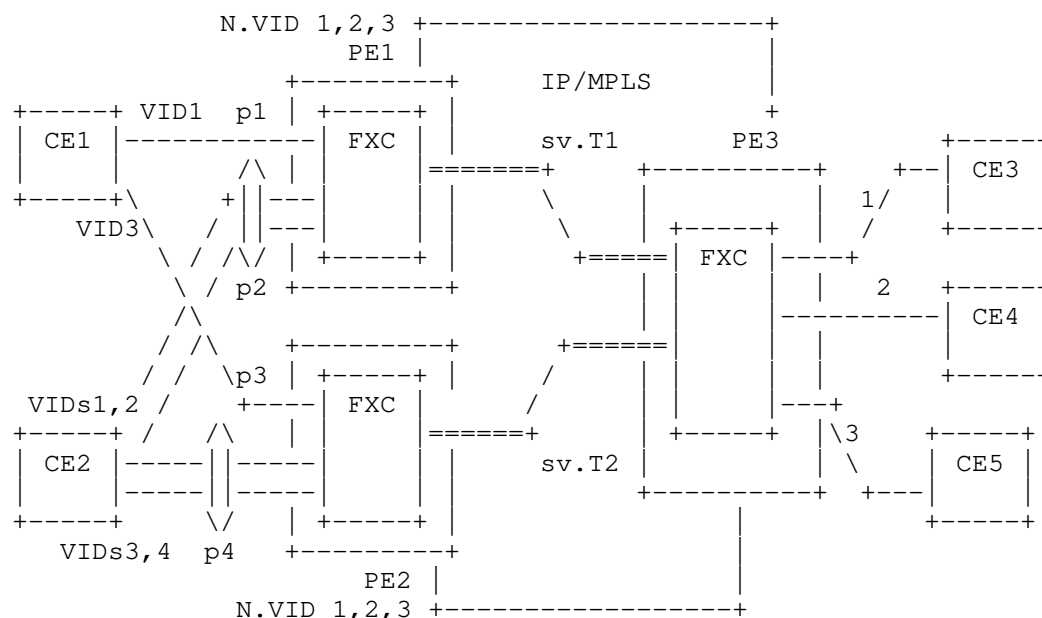 N.VID 1,2,3
PE1
IP/MPLS
VID1 p1
CE1 FXC sv.T1 PE3
CE3
1
VID3
FXC
p2 2
CE4
p3
VIDs1,2 FXC
3
CE2 sv.T2 CE5
VIDs3,4 p4
PE2
N.VID 1,2,3